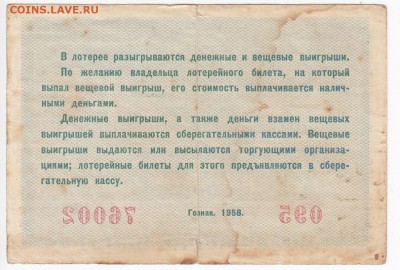 COINS.LAVE.RU
В лотерее разыгрываются денежные и вещевые выигрыши.
По желанию владельца лотерейного билета, на который
выпал вещевой выигрыш, его стоимость выплачивается налич-
ными деньгами.
Денежные выигрыши, а также деньги взамен вещевых
выигрышей выплачиваются сберегательными кассами. Вещевые
выигрыши выдаются или высылаются торгующими организа-
циями; лотерейные билеты для этого предъявляются в сбере-
гательную кассу.
76002 Гознак. 1958. 095